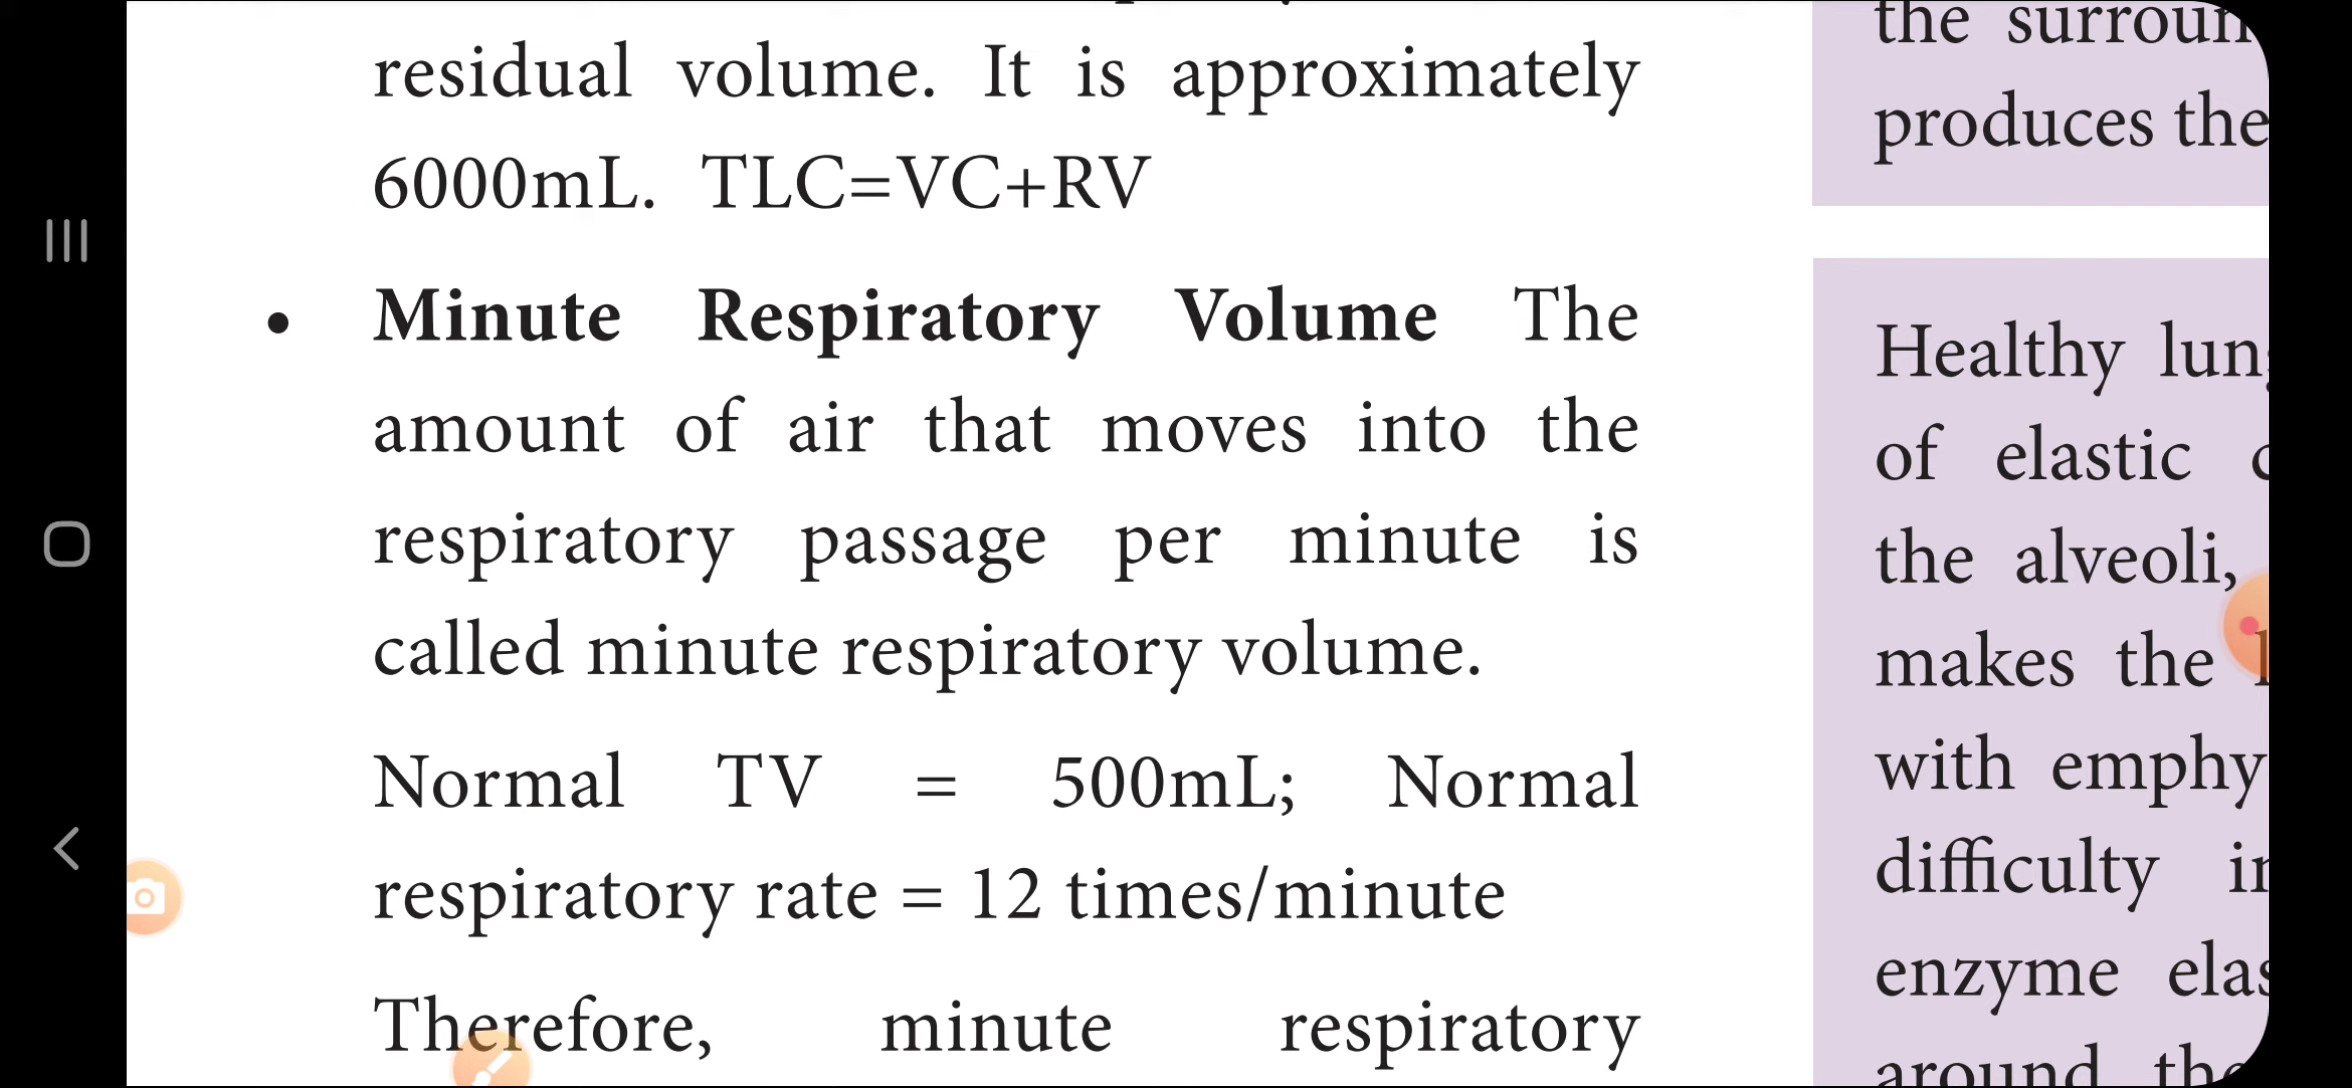 residual volume. It is approximately
6000mL. TLC=VC+RV
• Minute Respiratory Volume The
amount of air that moves into the
respiratory passage per minute is
called minute respiratory volume.
Normal TV = 500mL; Normal
respiratory rate = 12 times/minute
Therefore, minute respiratory
the
produces the
Healthy
of elastic
the alveoli,
makes the
with
difficulty
enzyme
around